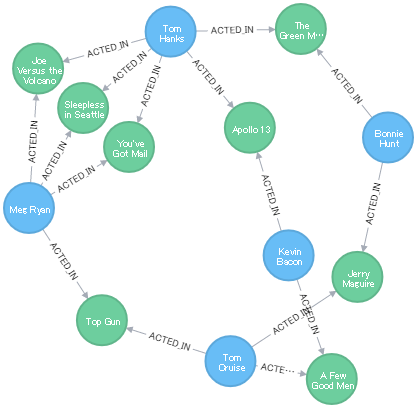 Tom
Hanks
ACTED_IN
The
Green M...
ACTED_IN
Joe
Versus the
Volcano
ACTED_IN
ACTED_IN
ACTED_IN
ACTED_IN
Sleepless
in Seattle
Apollo 13
Bonnie
Hunt
ACTED_IN
ACTED_IN
You've
Got Mail
ACTED_IN
ACTED_IN
ACTED_IN
ACTED_IN
Meg Ryan
ACTED_IN
Kevin
Bacon
Jerry
Maguire
ACTED_IN
ACTED_IN
Top Gun
ACTED_IN
Tom
Cruise
ACTE...
A Few
Good Men